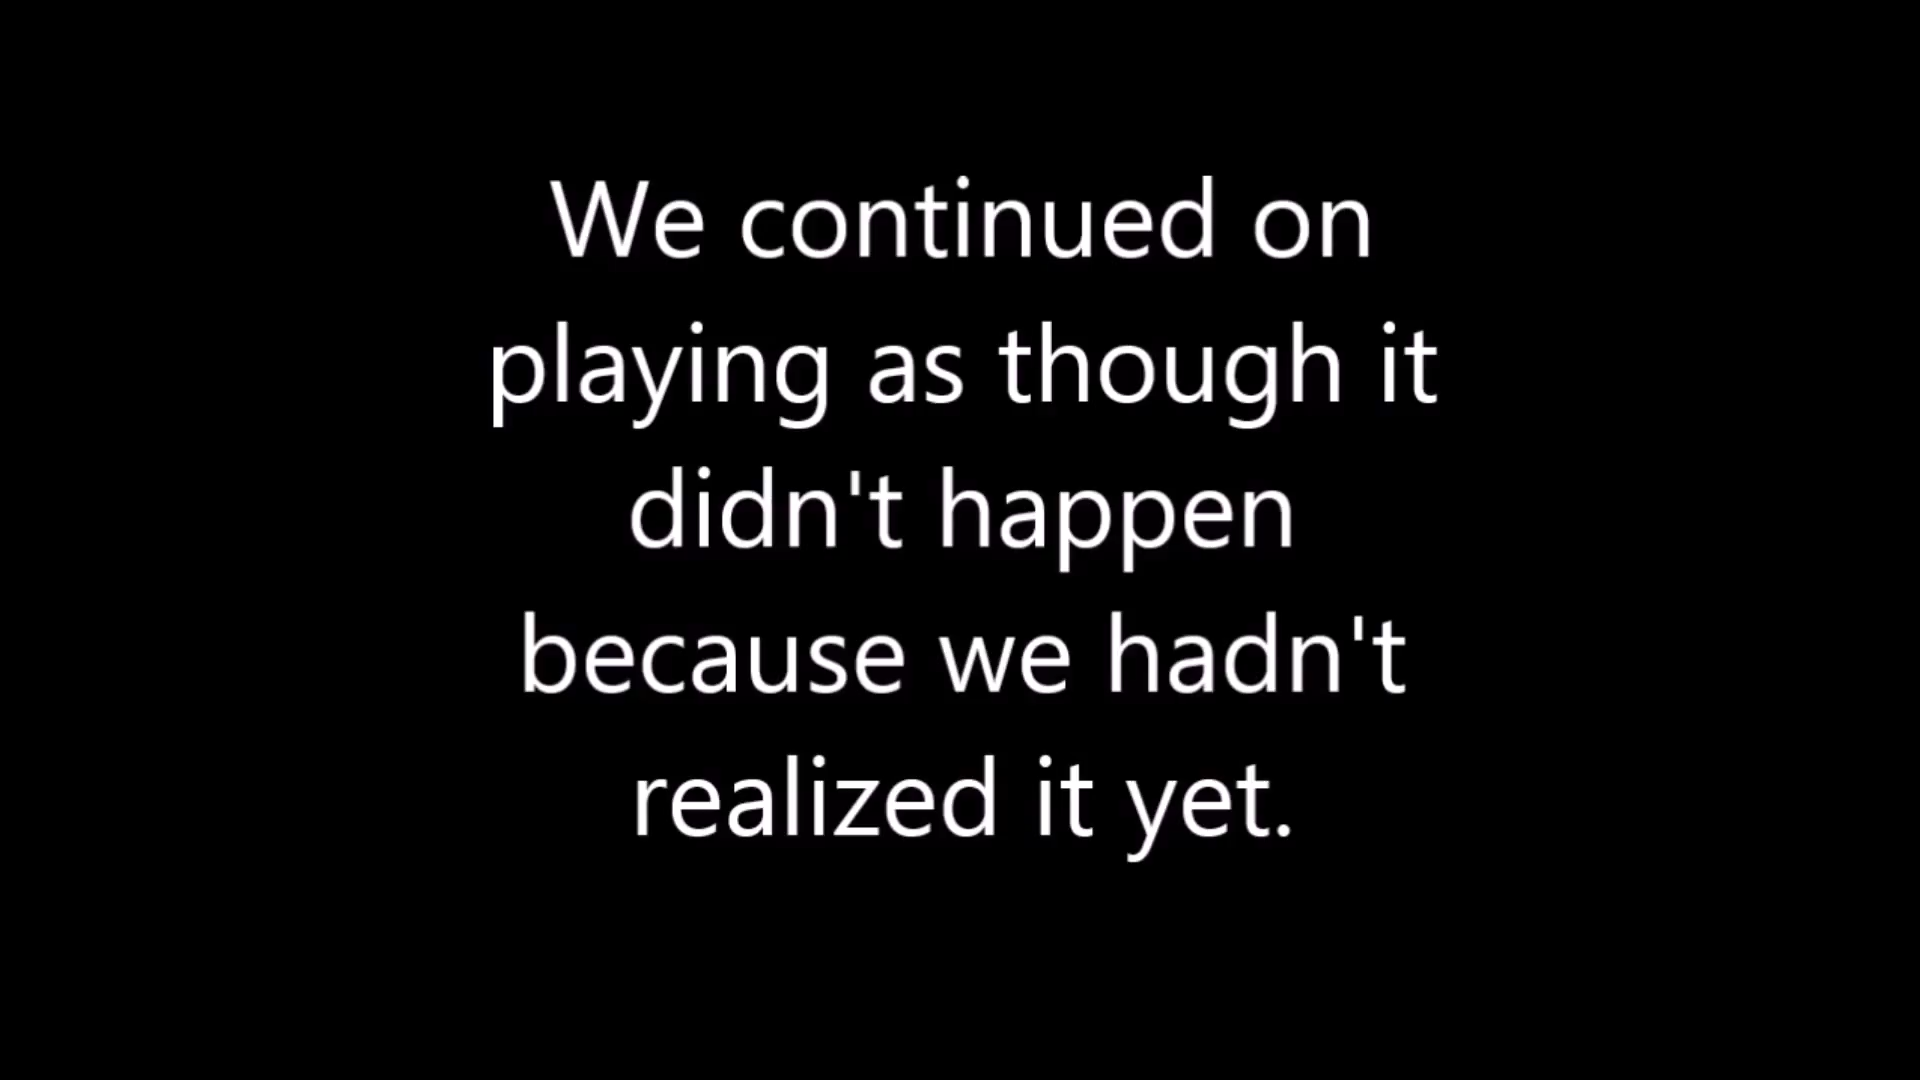 We continued on
playing as though it
didn't happen
because we hadn't
realized it yet.